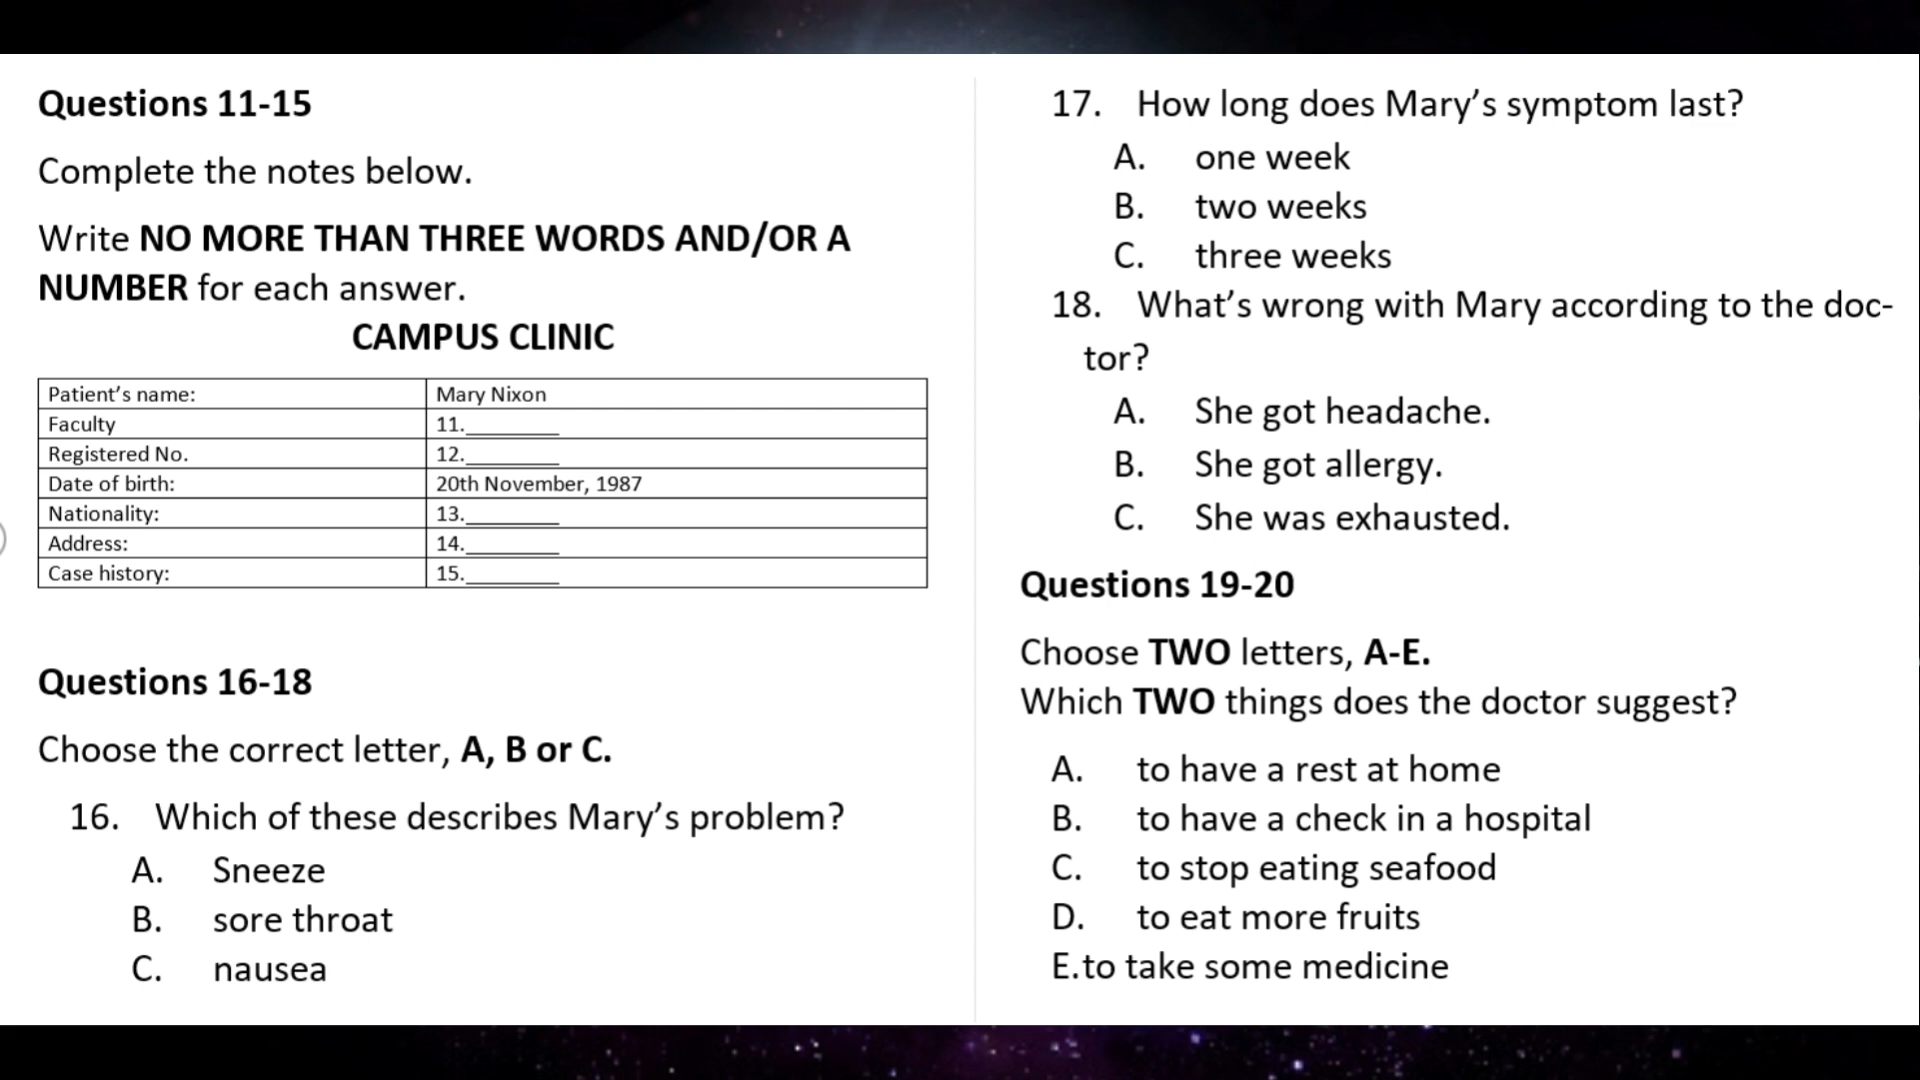 Questions 11-15
Complete the notes below.
Write NO MORE THAN THREE WORDS AND/OR A
NUMBER for each answer.
CAMPUS CLINIC
Patient's name: Mary Nixon
Faculty 11.________
Registered No. 12.________
Date of birth: 20th November, 1987
Nationality: 13.________
Address: 14.________
Case history: 15.________
Questions 16-18
Choose the correct letter, A, B or C.
16. Which of these describes Mary's problem?
A. Sneeze
B. sore throat
C. nausea
17. How long does Mary's symptom last?
A. one week
B. two weeks
C. three weeks
18. What's wrong with Mary according to the doc-
tor?
A. She got headache.
B. She got allergy.
C. She was exhausted.
Questions 19-20
Choose TWO letters, A-E.
Which TWO things does the doctor suggest?
A. to have a rest at home
B. to have a check in a hospital
C. to stop eating seafood
D. to eat more fruits
E.to take some medicine